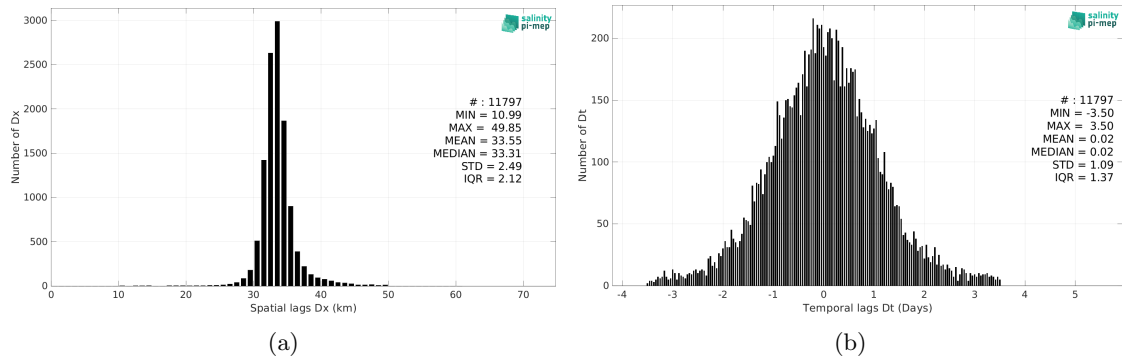 salinity
pi-mep
3000
2500
2000
1500
1000
500
0
Number of Dx
# : 11797
MIN = 10.99
MAX = 49.85
MEAN = 33.55
MEDIAN = 33.31
STD = 2.49
IQR = 2.12
0 10 20 30 40 50 60 70
Spatial lags Dx (km)
(a)
salinity
pi-mep
200
150
100
50
0
Number of Dt
# : 11797
MIN = -3.50
MAX = 3.50
MEAN = 0.02
MEDIAN = 0.02
STD = 1.09
IQR = 1.37
-4 -3 -2 -1 0 1 2 3 4 5
Temporal lags Dt (Days)
(b)